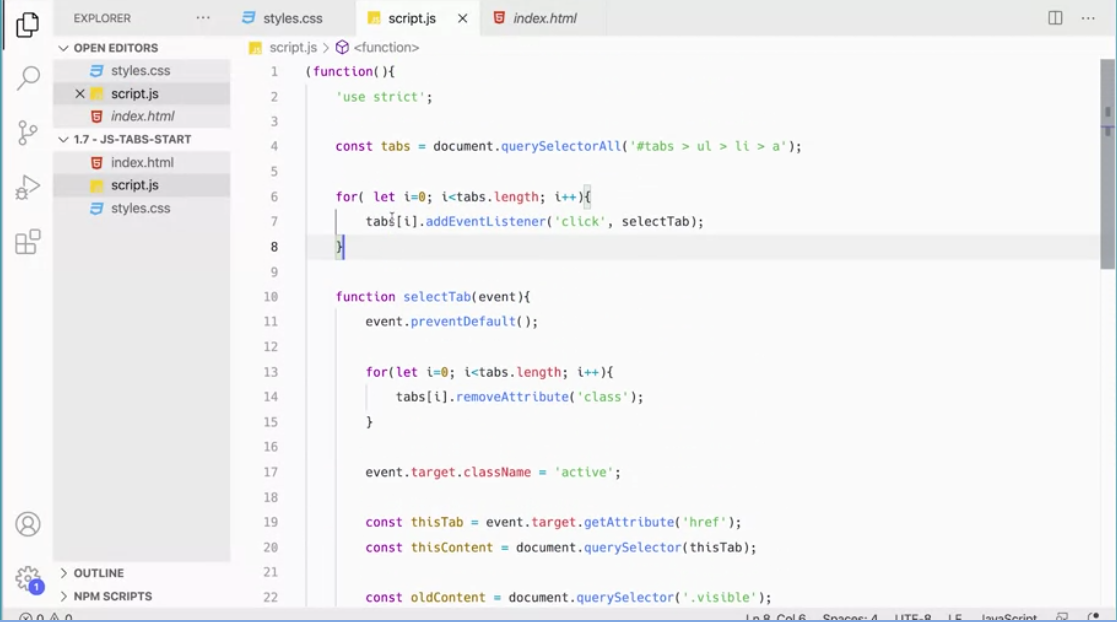 EXPLORER
styles.css
script.js
index.html
OPEN EDITORS
styles.css
script.js
index.html
1.7 - JS-TABS-START
index.html
script.js
styles.css
OUTLINE
NPM SCRIPTS
1
script.js > <function>
1 (function(){
2 'use strict';
3
4 const tabs = document.querySelectorAll('#tabs > ul > li > a');
5
6 for( let i=0; i<tabs.length; i++){
7 tabs[i].addEventListener('click', selectTab);
8 }
9
10 function selectTab(event){
11 event.preventDefault();
12
13 for(let i=0; i<tabs.length; i++){
14 tabs[i].removeAttribute('class');
15 }
16
17 event.target.className = 'active';
18
19 const thisTab = event.target.getAttribute('href');
20 const thisContent = document.querySelector(thisTab);
21
22 const oldContent = document.querySelector('.visible');
0 0 Ln 8, Col 6 Spaces: 4 UTF-8 LF JavaScript